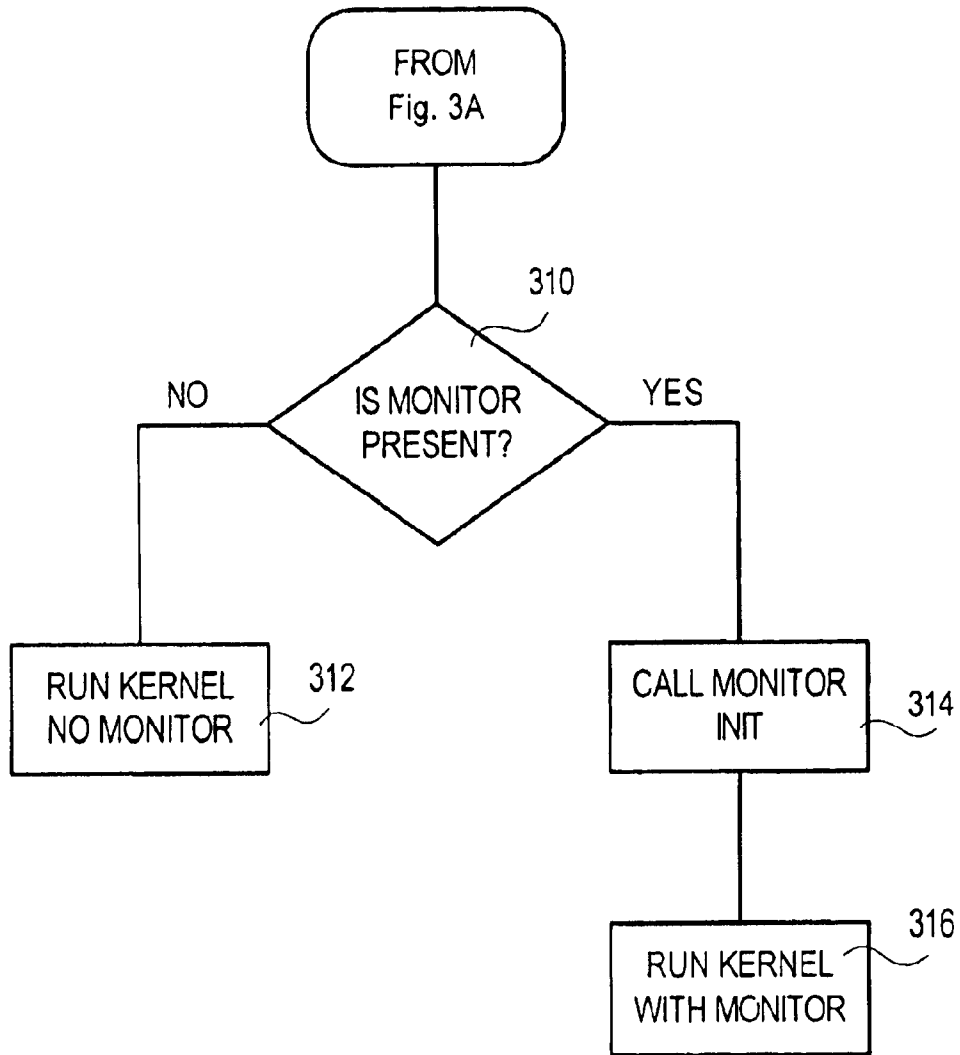 FROM
Fig. 3A
310
NO
YES
IS MONITOR
PRESENT?
RUN KERNEL
NO MONITOR
312
CALL MONITOR
INIT
314
316
RUN KERNEL
WITH MONITOR